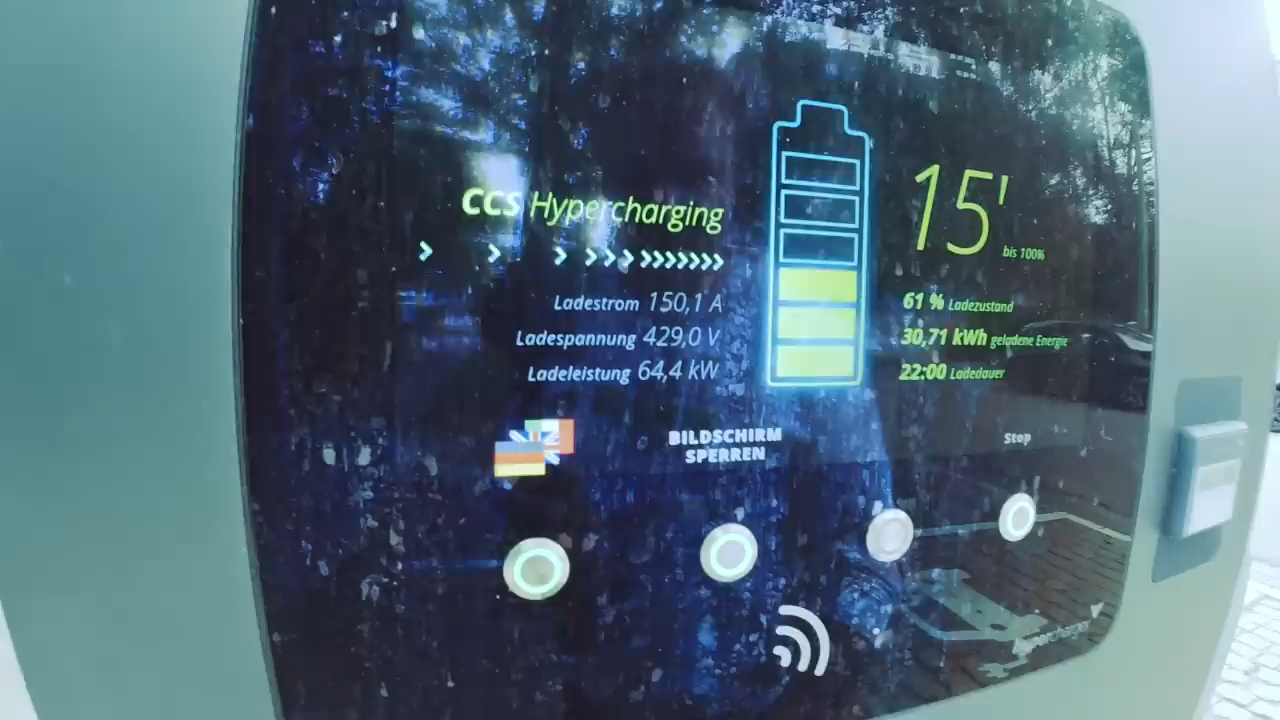 CCS Hypercharging
Ladestrom 150,1 A
Ladespannung 429,0 V
Ladeleistung 64,4 kW
15'
bis 100%
61 % Ladezustand
30,71 kWh geladene Energie
22:00 Ladedauer
BILDSCHIRM
SPERREN
Stop